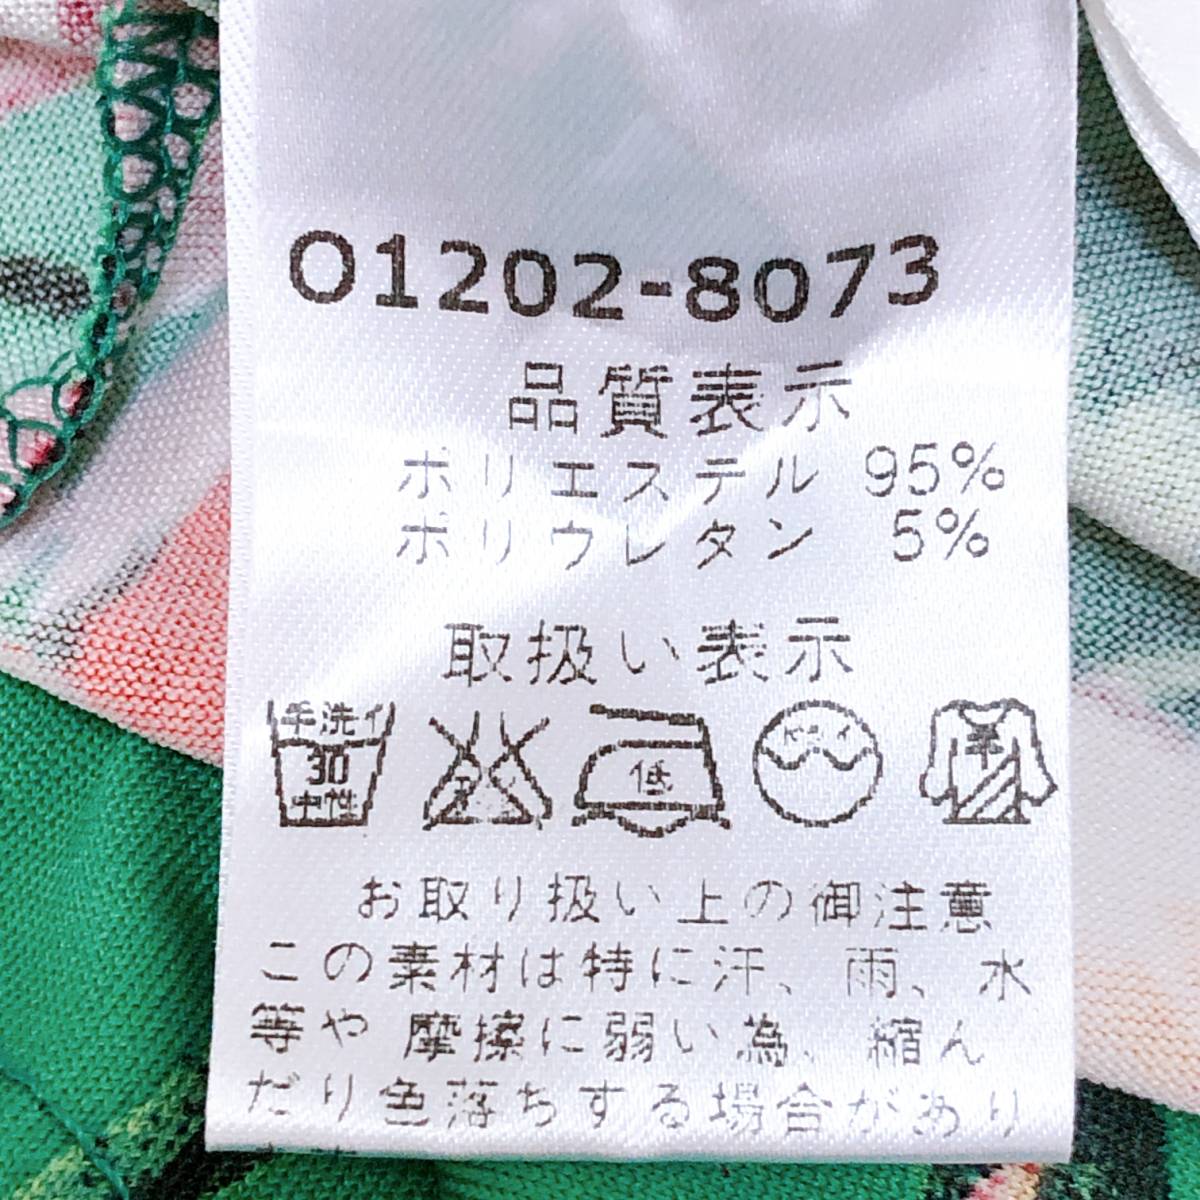 O1202-8073
品質表示
ポリエステル 95%
ポリウレタン 5%
取扱い表示
手洗イ 30 中性 低 ドライ
お取り扱い上の御注意
この素材は特に汗、雨、水
等や摩擦に弱い為、縮ん
だり色落ちする場合があり